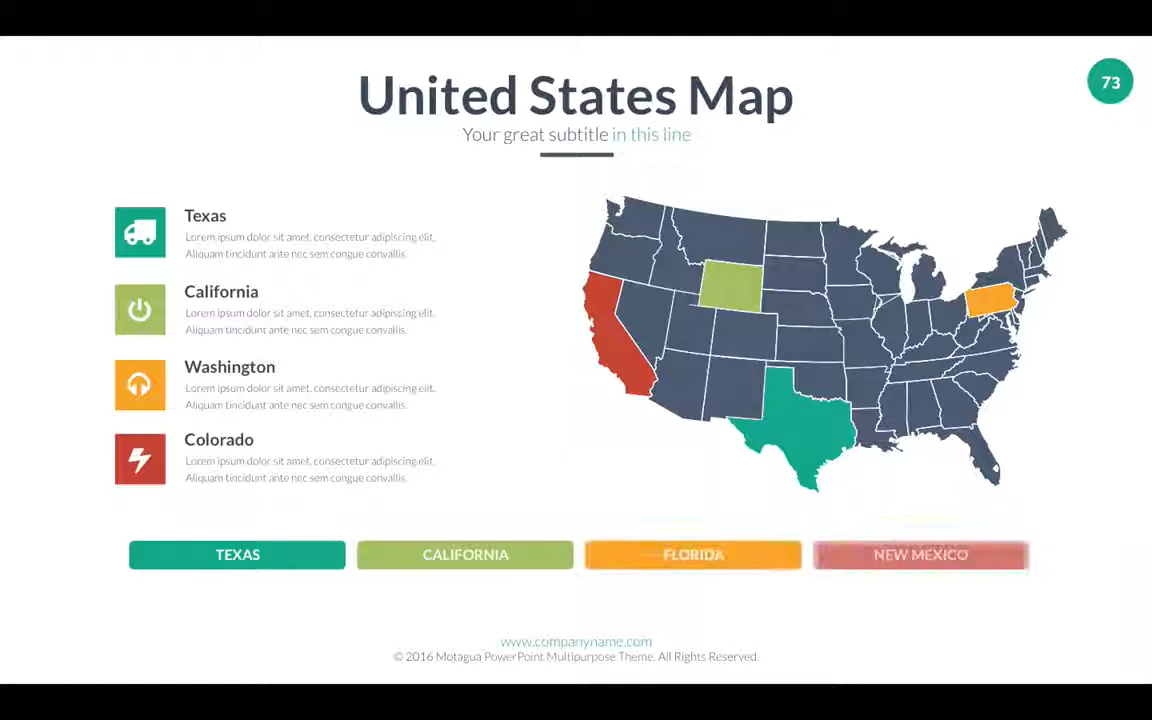 United States Map
73
Your great subtitle in this line
Texas
Lorem ipsum dolor sit amet, consectetur adipiscing elit.
Aliquam tincidunt ante nec sem congue convallis.
California
Lorem ipsum dolor sit amet, consectetur adipiscing elit.
Aliquam tincidunt ante nec sem congue convallis.
Washington
Lorem ipsum dolor sit amet, consectetur adipiscing elit.
Aliquam tincidunt ante nec sem congue convallis.
Colorado
Lorem ipsum dolor sit amet, consectetur adipiscing elit.
Aliquam tincidunt ante nec sem congue convallis.
TEXAS
CALIFORNIA
FLORIDA
NEW MEXICO
www.companyname.com
© 2016 Motagua PowerPoint Multipurpose Theme. All Rights Reserved.